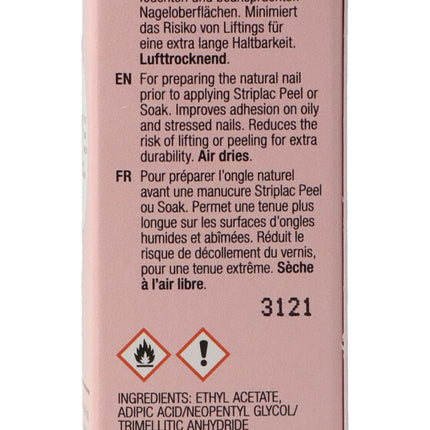 feuchten und beanspruchten
Nageloberflächen. Minimiert
das Risiko von Liftings für
eine extra lange Haltbarkeit.
Lufttrocknend.
EN For preparing the natural nail
prior to applying Striplac Peel or
Soak. Improves adhesion on oily
and stressed nails. Reduces the
risk of lifting or peeling for extra
durability. Air dries.
FR Pour préparer l'ongle naturel
avant une manucure Striplac Peel
ou Soak. Permet une tenue plus
longue sur les surfaces d'ongles
humides et abîmées. Réduit le
risque de décollement du vernis,
pour une tenue extrême. Sèche
à l'air libre.
3121
INGREDIENTS: ETHYL ACETATE,
ADIPIC ACID/NEOPENTYL GLYCOL/
TRIMELLITIC ANHYDRIDE